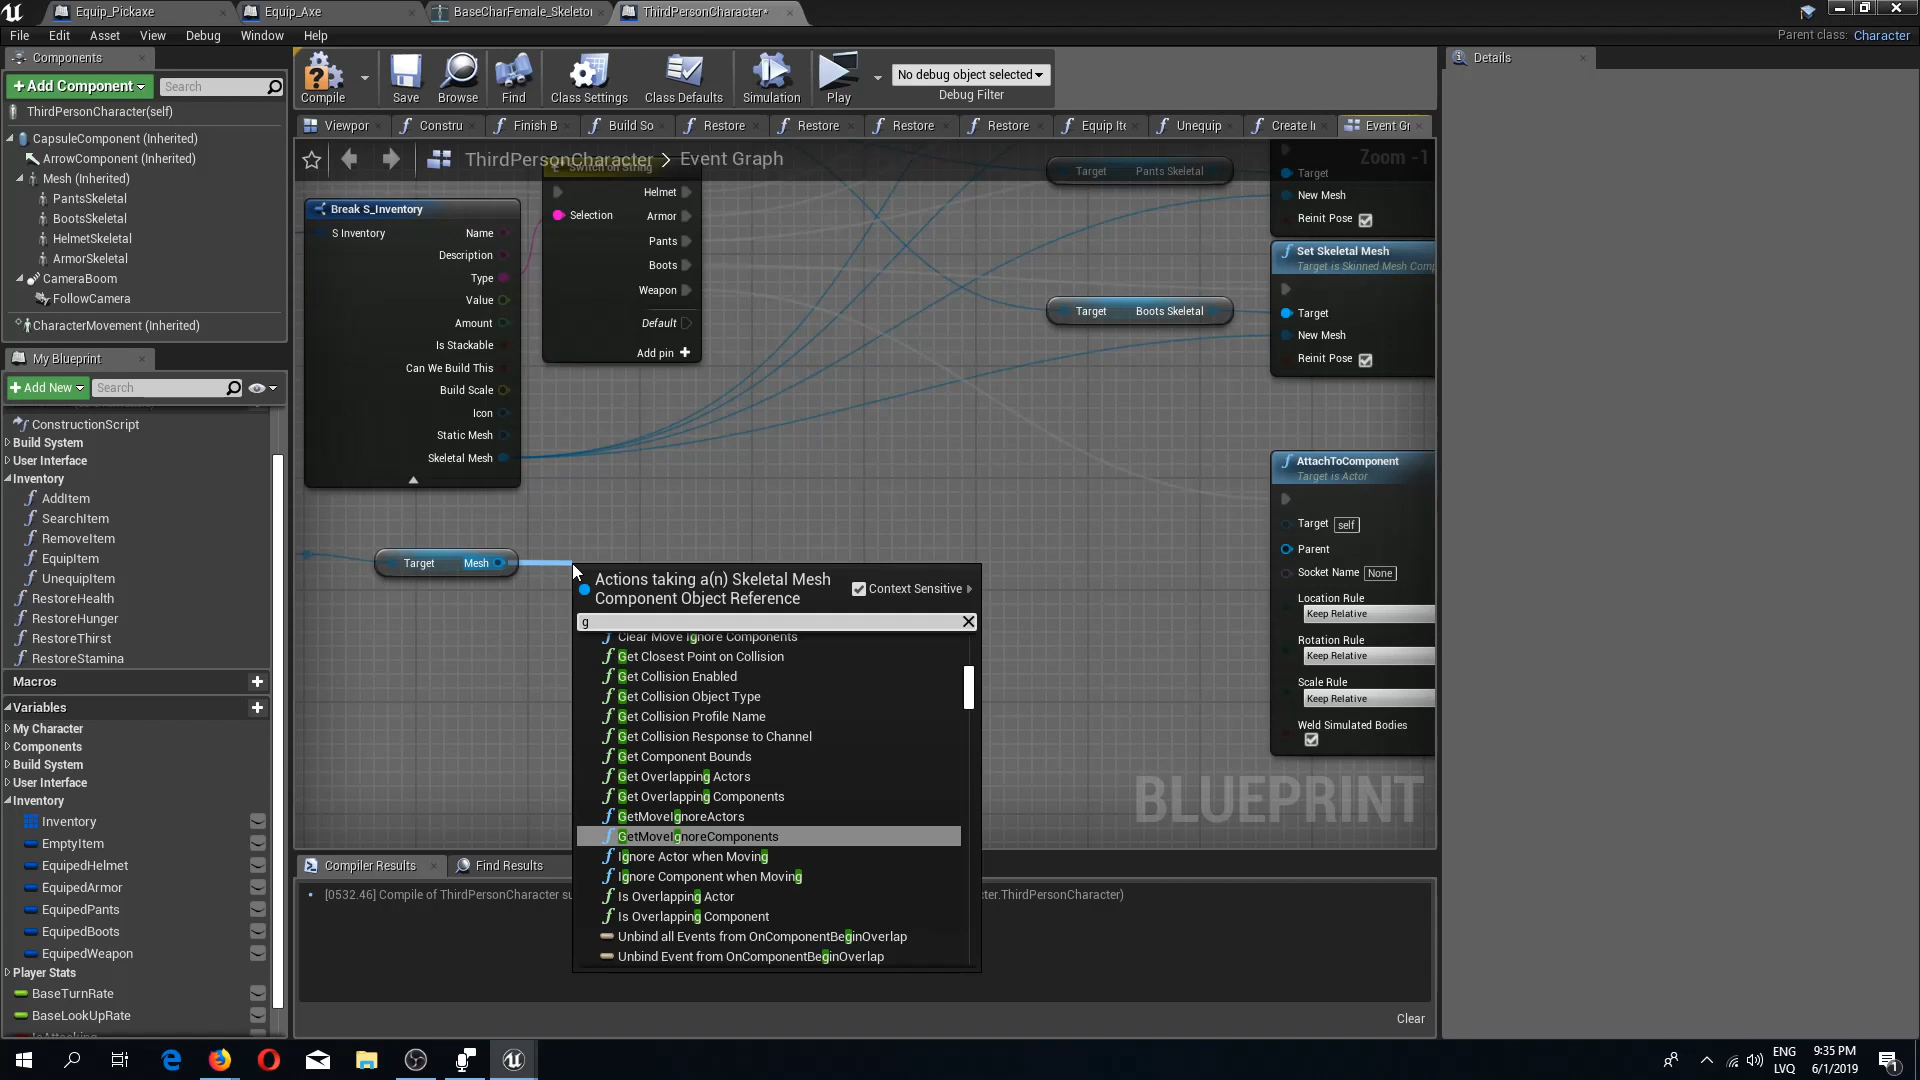 Equip_Pickaxe
Equip_Axe
BaseCharFemale_Skeleton
ThirdPersonCharacter*
File Edit Asset View Debug Window Help
Parent class: Character
Components
+Add Component
Search
ThirdPersonCharacter(self)
CapsuleComponent (Inherited)
ArrowComponent (Inherited)
Mesh (Inherited)
PantsSkeletal
BootsSkeletal
HelmetSkeletal
ArmorSkeletal
CameraBoom
FollowCamera
CharacterMovement (Inherited)
My Blueprint
+Add New
Search
ConstructionScript
Build System
User Interface
Inventory
AddItem
SearchItem
RemoveItem
EquipItem
UnequipItem
RestoreHealth
RestoreHunger
RestoreThirst
RestoreStamina
Macros
Variables
My Character
Components
Build System
User Interface
Inventory
Inventory
EmptyItem
EquipedHelmet
EquipedArmor
EquipedPants
EquipedBoots
EquipedWeapon
Player Stats
BaseTurnRate
BaseLookUpRate
Compile
Save
Browse
Find
Class Settings
Class Defaults
Simulation
Play
No debug object selected
Debug Filter
Viewpor
Constru
Finish B
Build So
Restore
Restore
Restore
Restore
Equip Ite
Unequip
Create I
Event Gr
ThirdPersonCharacter > Event Graph
Zoom -1
Switch on String
Selection
Helmet
Armor
Pants
Boots
Weapon
Default
Add pin +
Break S_Inventory
S Inventory
Name
Description
Type
Value
Amount
Is Stackable
Can We Build This
Build Scale
Icon
Static Mesh
Skeletal Mesh
Target Pants Skeletal
Target
New Mesh
Reinit Pose
Set Skeletal Mesh
Target is Skinned Mesh Comp
Target Boots Skeletal
Target
New Mesh
Reinit Pose
AttachToComponent
Target is Actor
Target self
Parent
Socket Name None
Location Rule
Keep Relative
Rotation Rule
Keep Relative
Scale Rule
Keep Relative
Weld Simulated Bodies
Target Mesh
Actions taking a(n) Skeletal Mesh
Component Object Reference
Context Sensitive
g
Clear Move Ignore Components
Get Closest Point on Collision
Get Collision Enabled
Get Collision Object Type
Get Collision Profile Name
Get Collision Response to Channel
Get Component Bounds
Get Overlapping Actors
Get Overlapping Components
GetMoveIgnoreActors
GetMoveIgnoreComponents
Ignore Actor when Moving
Ignore Component when Moving
Is Overlapping Actor
Is Overlapping Component
Unbind all Events from OnComponentBeginOverlap
Unbind Event from OnComponentBeginOverlap
BLUEPRINT
Compiler Results
Find Results
[0532.46] Compile of ThirdPersonCharacter su
cter.ThirdPersonCharacter)
Clear
Details
ENG
LVQ
9:35 PM
6/1/2019
1